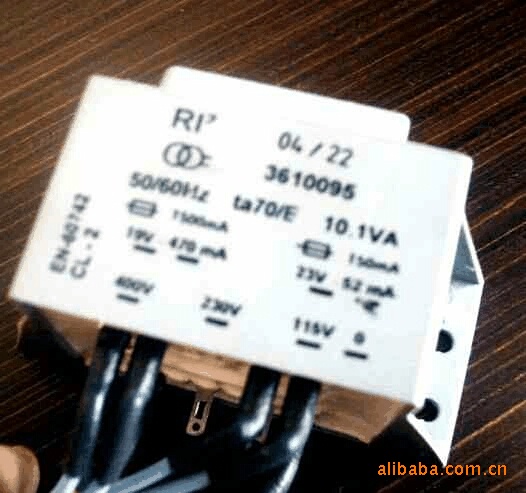 04/22
3610095
50/60Hz ta70/E 10.1VA
1500mA
150mA
19V 470 mA
23V 52 mA
EN-60742
CL-2
400V 230V 115V 0
alibaba.com.cn